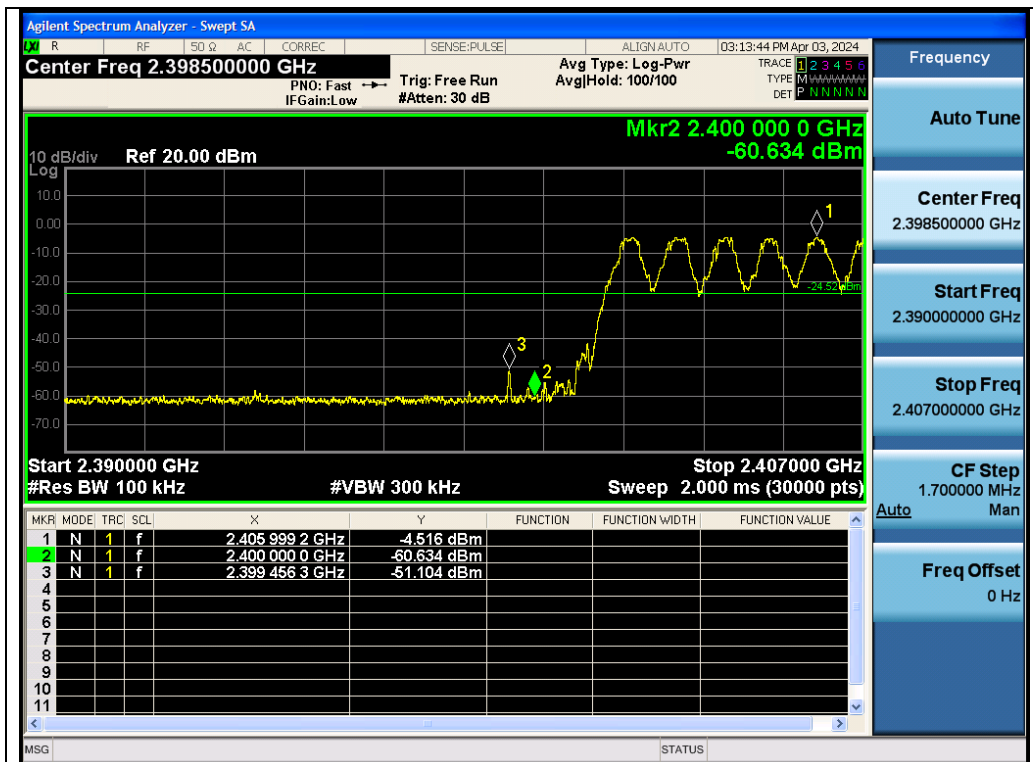 Agilent Spectrum Analyzer - Swept SA
LXI R RF 50 Ω AC CORREC SENSE:PULSE ALIGN AUTO 03:13:44 PM Apr 03, 2024
Center Freq 2.398500000 GHz
PNO: Fast
IFGain:Low
Trig: Free Run
#Atten: 30 dB
Avg Type: Log-Pwr
Avg|Hold: 100/100
TRACE 1 2 3 4 5 6
TYPE M
DET P N N N N N
Mkr2 2.400 000 0 GHz
-60.634 dBm
10 dB/div Ref 20.00 dBm
Log
10.0
0.00
-10.0
-20.0
-30.0
-40.0
-50.0
-60.0
-70.0
1
-24.52 dBm
3
2
Start 2.390000 GHz Stop 2.407000 GHz
#Res BW 100 kHz #VBW 300 kHz Sweep 2.000 ms (30000 pts)
MKR MODE TRC SCL X Y FUNCTION FUNCTION WIDTH FUNCTION VALUE
1 N 1 f 2.405 999 2 GHz -4.516 dBm
2 N 1 f 2.400 000 0 GHz -60.634 dBm
3 N 1 f 2.399 456 3 GHz -51.104 dBm
4
5
6
7
8
9
10
11
MSG STATUS
Frequency
Auto Tune
Center Freq
2.398500000 GHz
Start Freq
2.390000000 GHz
Stop Freq
2.407000000 GHz
CF Step
1.700000 MHz
Auto Man
Freq Offset
0 Hz